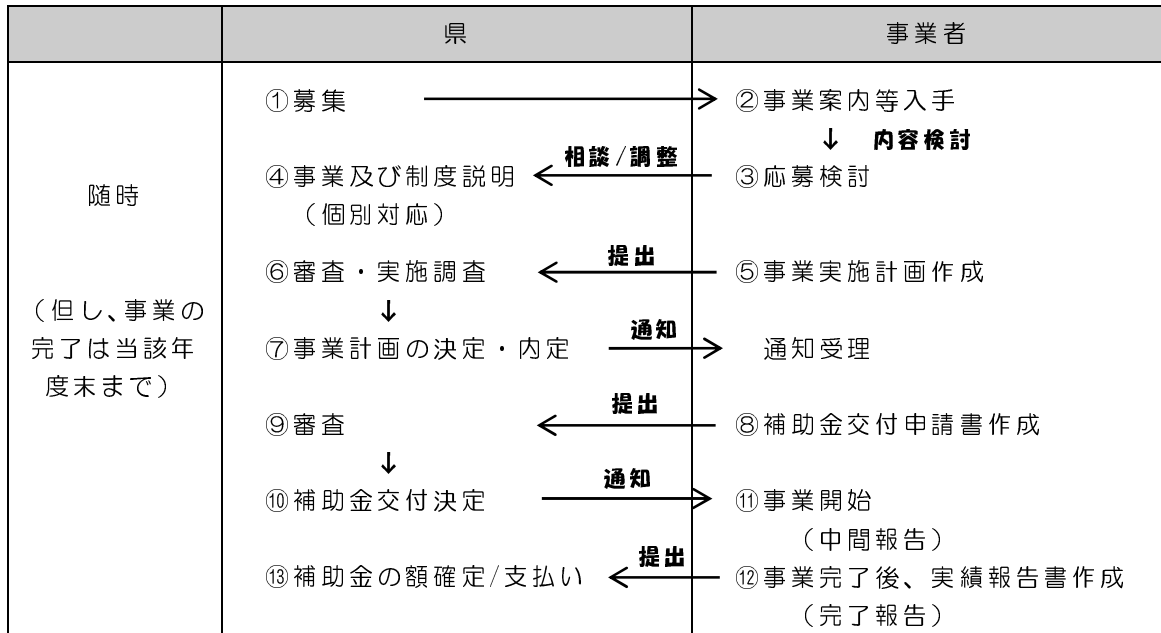 県 事業者
①募集 → ②事業案内等入手
↓ 内容検討
相談/調整
④事業及び制度説明 ← ③応募検討
随時
（個別対応）
提出
⑥審査・実施調査 ← ⑤事業実施計画作成
（但し、事業の
↓
通知
完了は当該年
⑦事業計画の決定・内定 → 通知受理
度末まで）
提出
⑨審査 ← ⑧補助金交付申請書作成
↓
通知
⑩補助金交付決定 → ⑪事業開始
（中間報告）
提出
⑬補助金の額確定/支払い ← ⑫事業完了後、実績報告書作成
（完了報告）